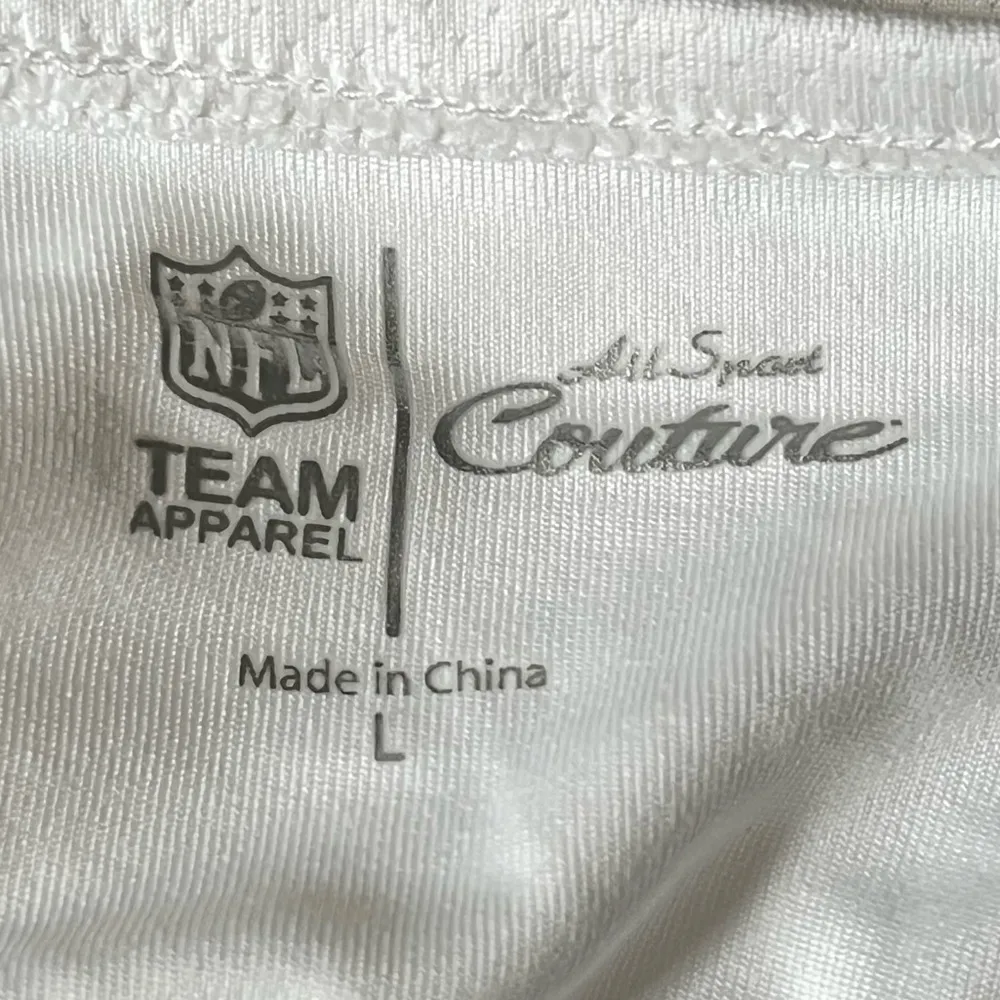 NFL
TEAM
APPAREL
All Sport
Couture
Made in China
L